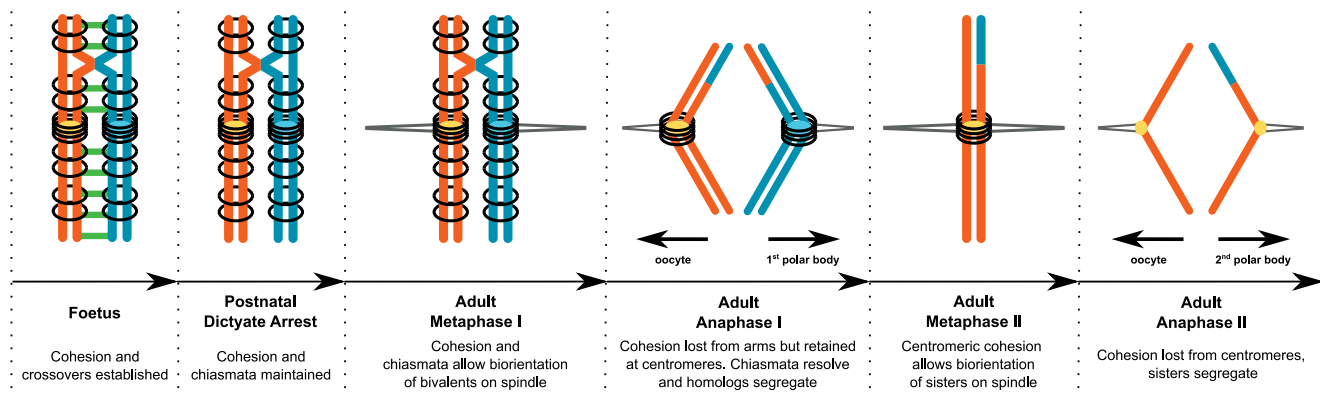 oocyte
1st polar body
oocyte
2nd polar body
Foetus
Cohesion and
crossovers established
Postnatal
Dictyate Arrest
Cohesion and
chiasmata maintained
Adult
Metaphase I
Cohesion and
chiasmata allow biorientation
of bivalents on spindle
Adult
Anaphase I
Cohesion lost from arms but retained
at centromeres. Chiasmata resolve
and homologs segregate
Adult
Metaphase II
Centromeric cohesion
allows biorientation
of sisters on spindle
Adult
Anaphase II
Cohesion lost from centromeres,
sisters segregate